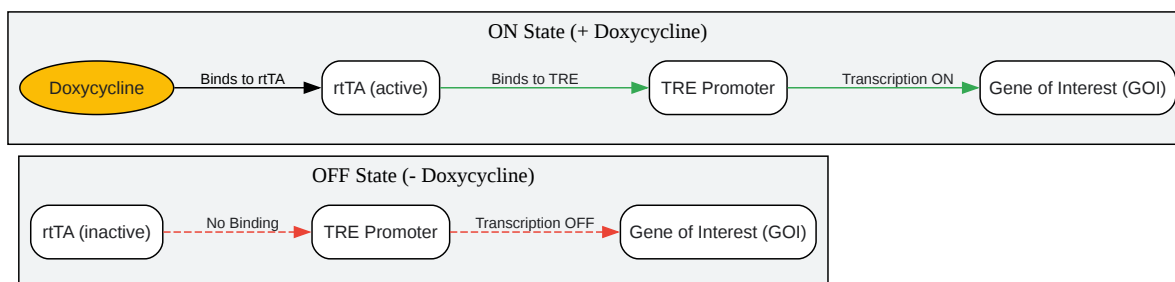 ON State (+ Doxycycline)
Doxycycline
Binds to rtTA
rtTA (active)
Binds to TRE
TRE Promoter
Transcription ON
Gene of Interest (GOI)
OFF State (- Doxycycline)
rtTA (inactive)
No Binding
TRE Promoter
Transcription OFF
Gene of Interest (GOI)